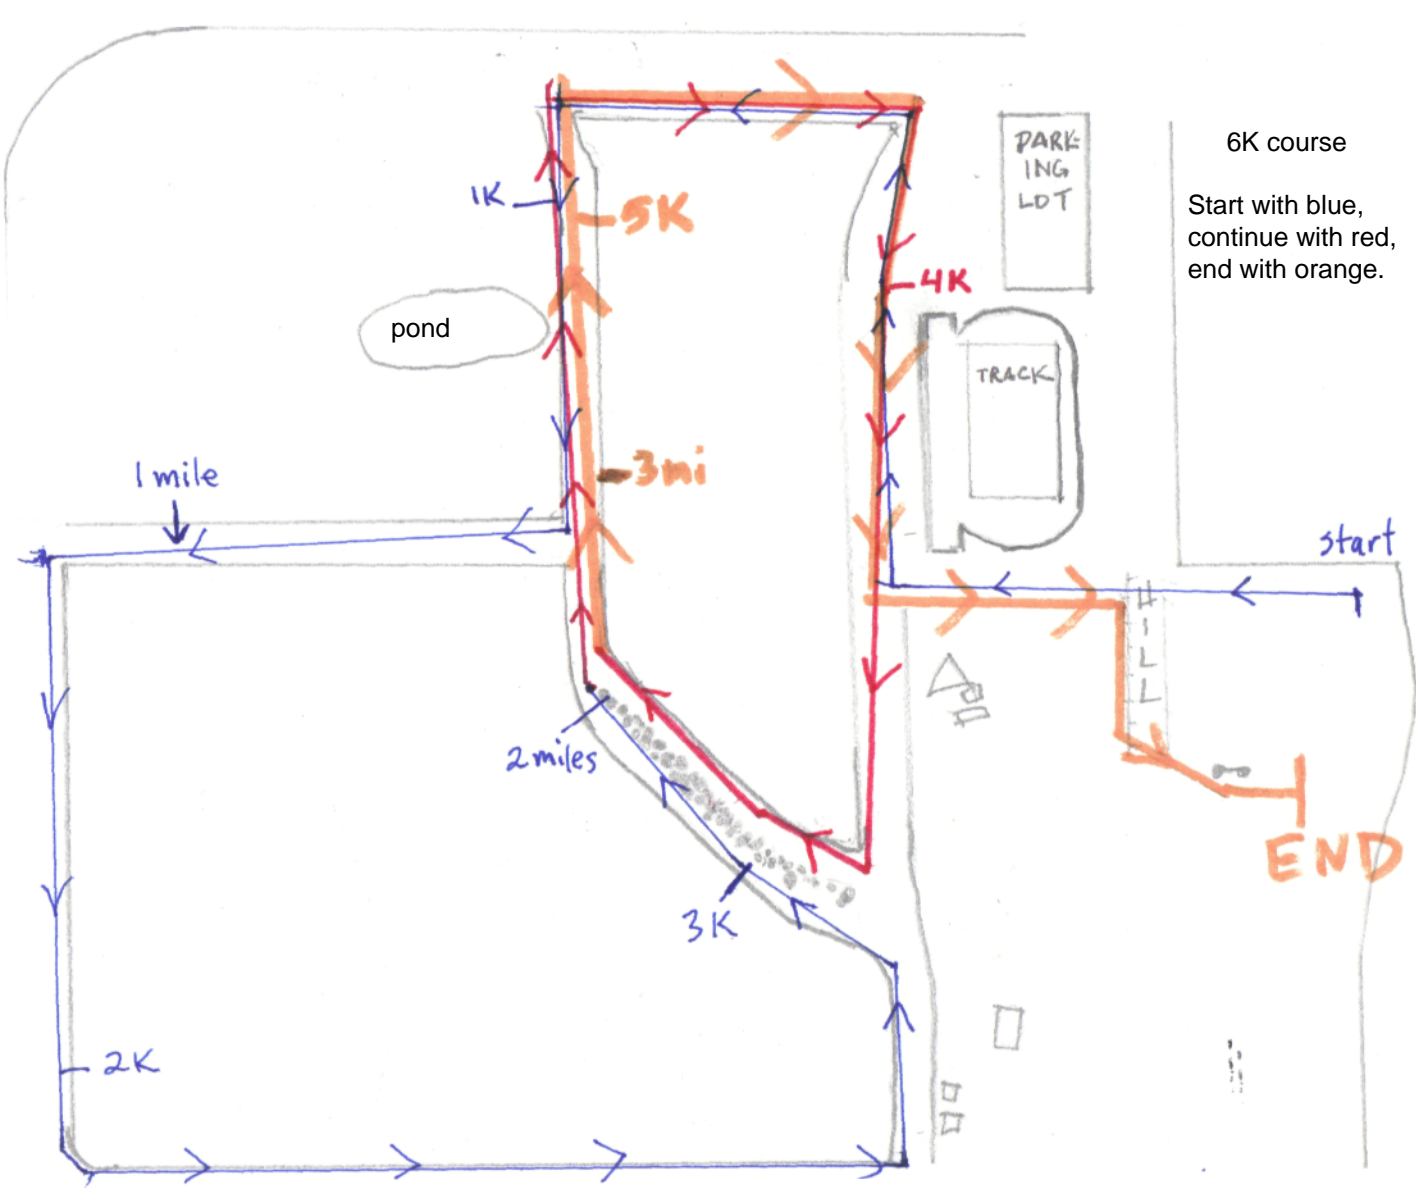 6K course
Start with blue,
continue with red,
end with orange.
PARK-
ING
LOT
1K
5K
4K
pond
TRACK
1 mile
3mi
start
HILL
2 miles
END
3K
2K